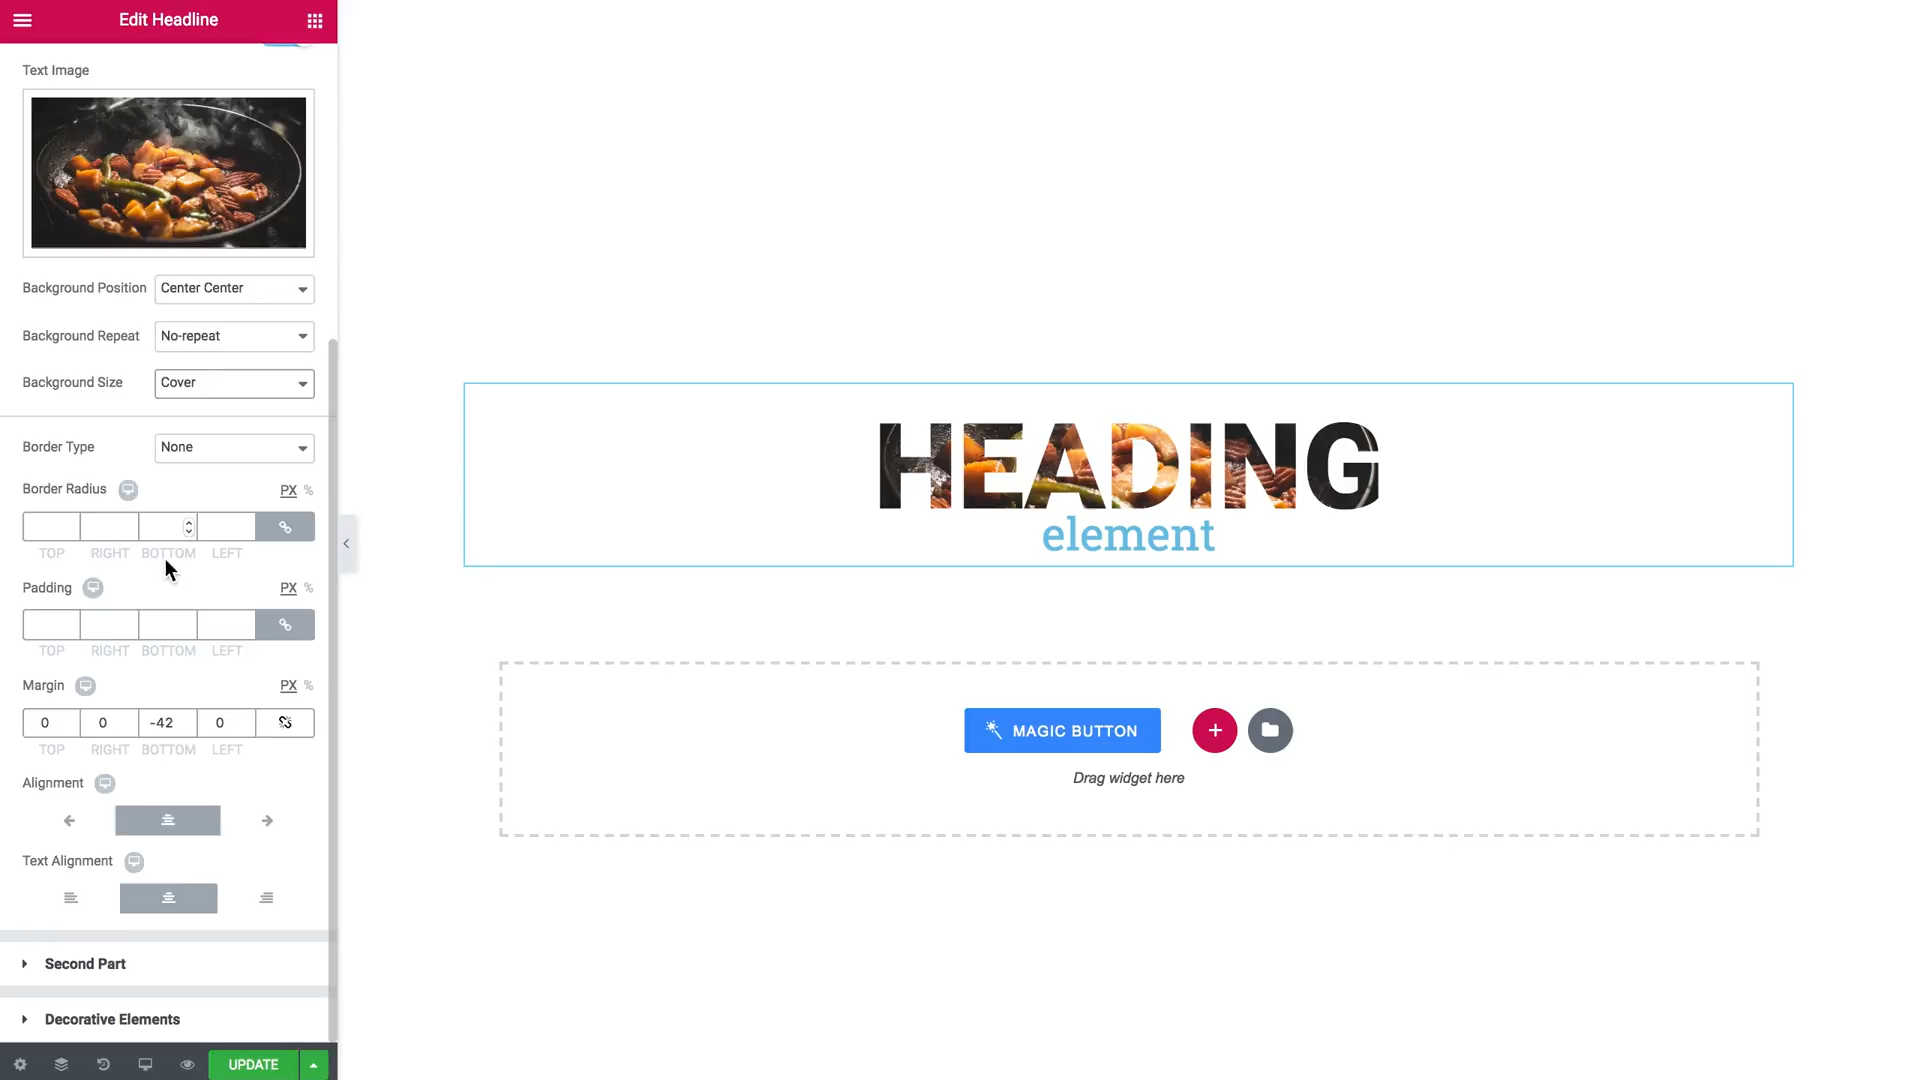 Edit Headline
Text Image
Background Position
Center Center
Background Repeat
No-repeat
Background Size
Cover
Border Type
None
Border Radius
PX %
TOP RIGHT BOTTOM LEFT
Padding
PX %
TOP RIGHT BOTTOM LEFT
Margin
PX %
0 0 -42 0
TOP RIGHT BOTTOM LEFT
Alignment
Text Alignment
Second Part
Decorative Elements
UPDATE
HEADING
element
MAGIC BUTTON
Drag widget here